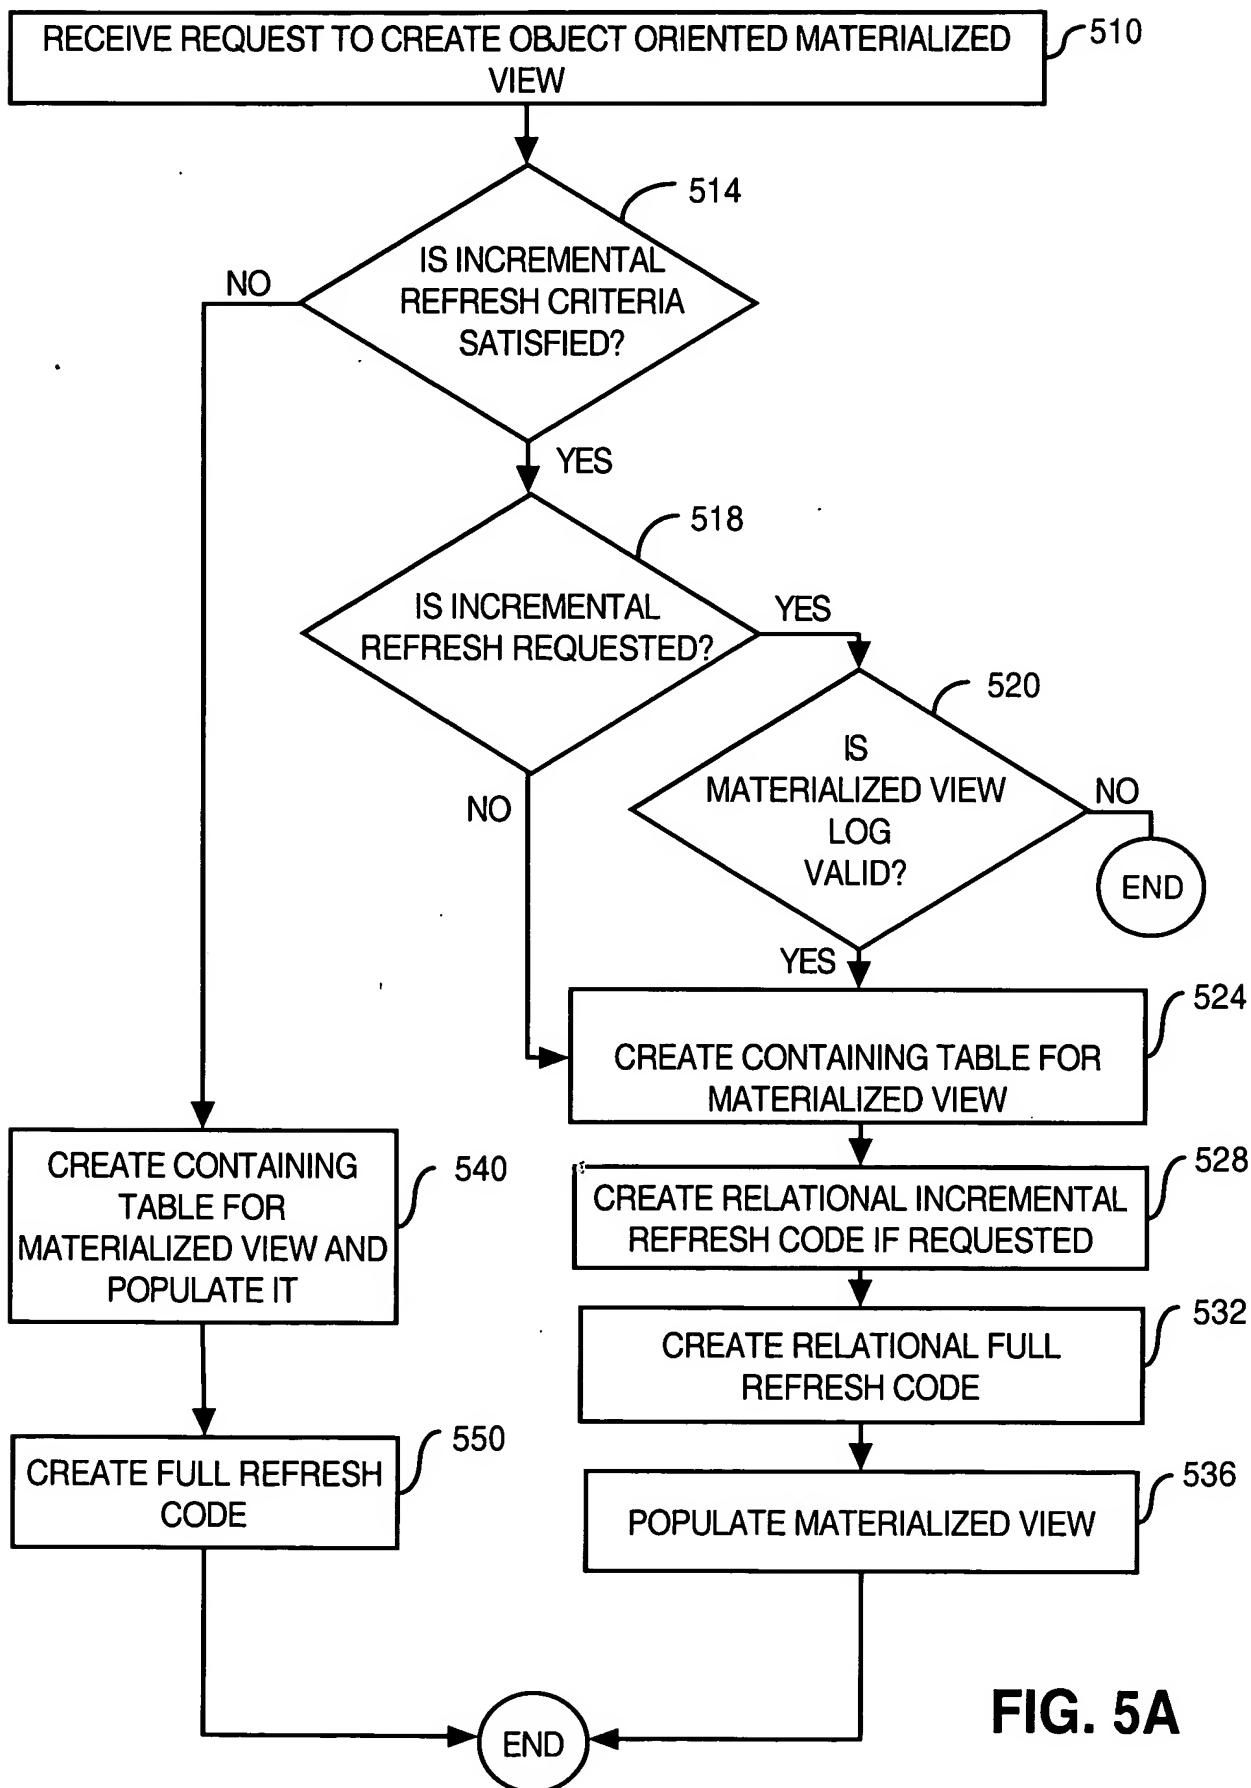 RECEIVE REQUEST TO CREATE OBJECT ORIENTED MATERIALIZED
VIEW
510
514
IS INCREMENTAL
REFRESH CRITERIA
SATISFIED?
NO
YES
518
IS INCREMENTAL
REFRESH REQUESTED?
YES
NO
520
IS
MATERIALIZED VIEW
LOG
VALID?
NO
END
YES
524
CREATE CONTAINING TABLE FOR
MATERIALIZED VIEW
528
CREATE RELATIONAL INCREMENTAL
REFRESH CODE IF REQUESTED
532
CREATE RELATIONAL FULL
REFRESH CODE
536
POPULATE MATERIALIZED VIEW
CREATE CONTAINING
TABLE FOR
MATERIALIZED VIEW AND
POPULATE IT
540
CREATE FULL REFRESH
CODE
550
END
FIG. 5A